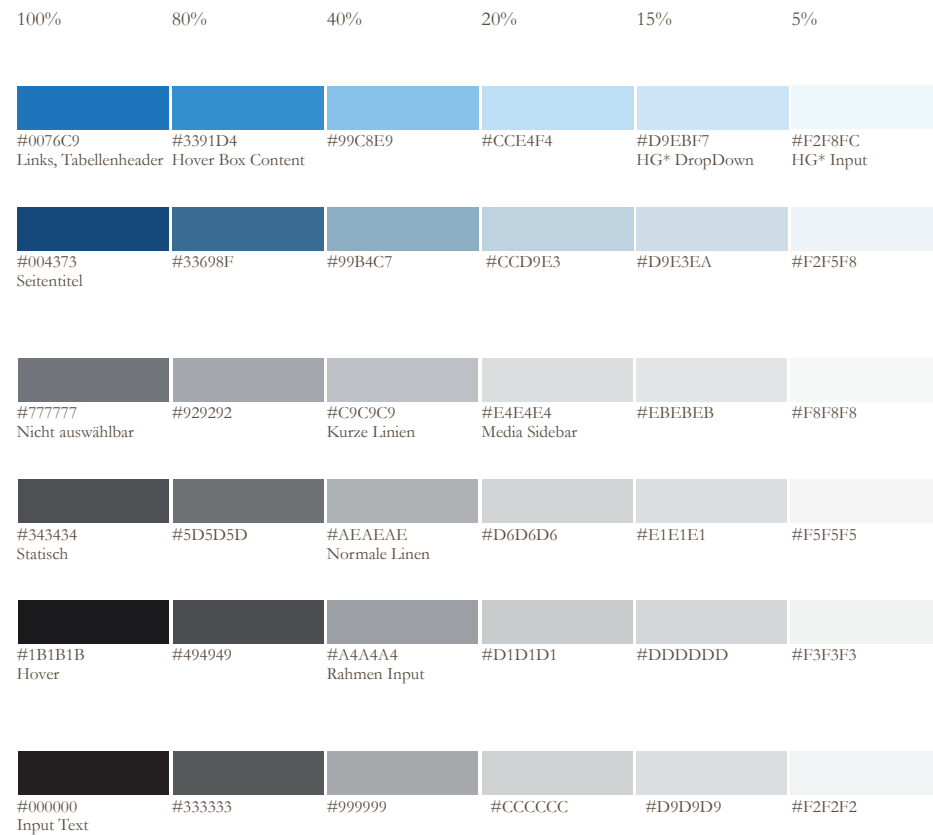 100% 80% 40% 20% 15% 5%
#0076C9 #3391D4 #99C8E9 #CCE4F4 #D9EBF7 #F2F8FC
Links, Tabellenheader Hover Box Content HG* DropDown HG* Input
#004373 #33698F #99B4C7 #CCD9E3 #D9E3EA #F2F5F8
Seitentitel
#777777 #929292 #C9C9C9 #E4E4E4 #EBEBEB #F8F8F8
Nicht auswählbar Kurze Linien Media Sidebar
#343434 #5D5D5D #AEAEAE #D6D6D6 #E1E1E1 #F5F5F5
Statisch Normale Linen
#1B1B1B #494949 #A4A4A4 #D1D1D1 #DDDDDD #F3F3F3
Hover Rahmen Input
#000000 #333333 #999999 #CCCCCC #D9D9D9 #F2F2F2
Input Text